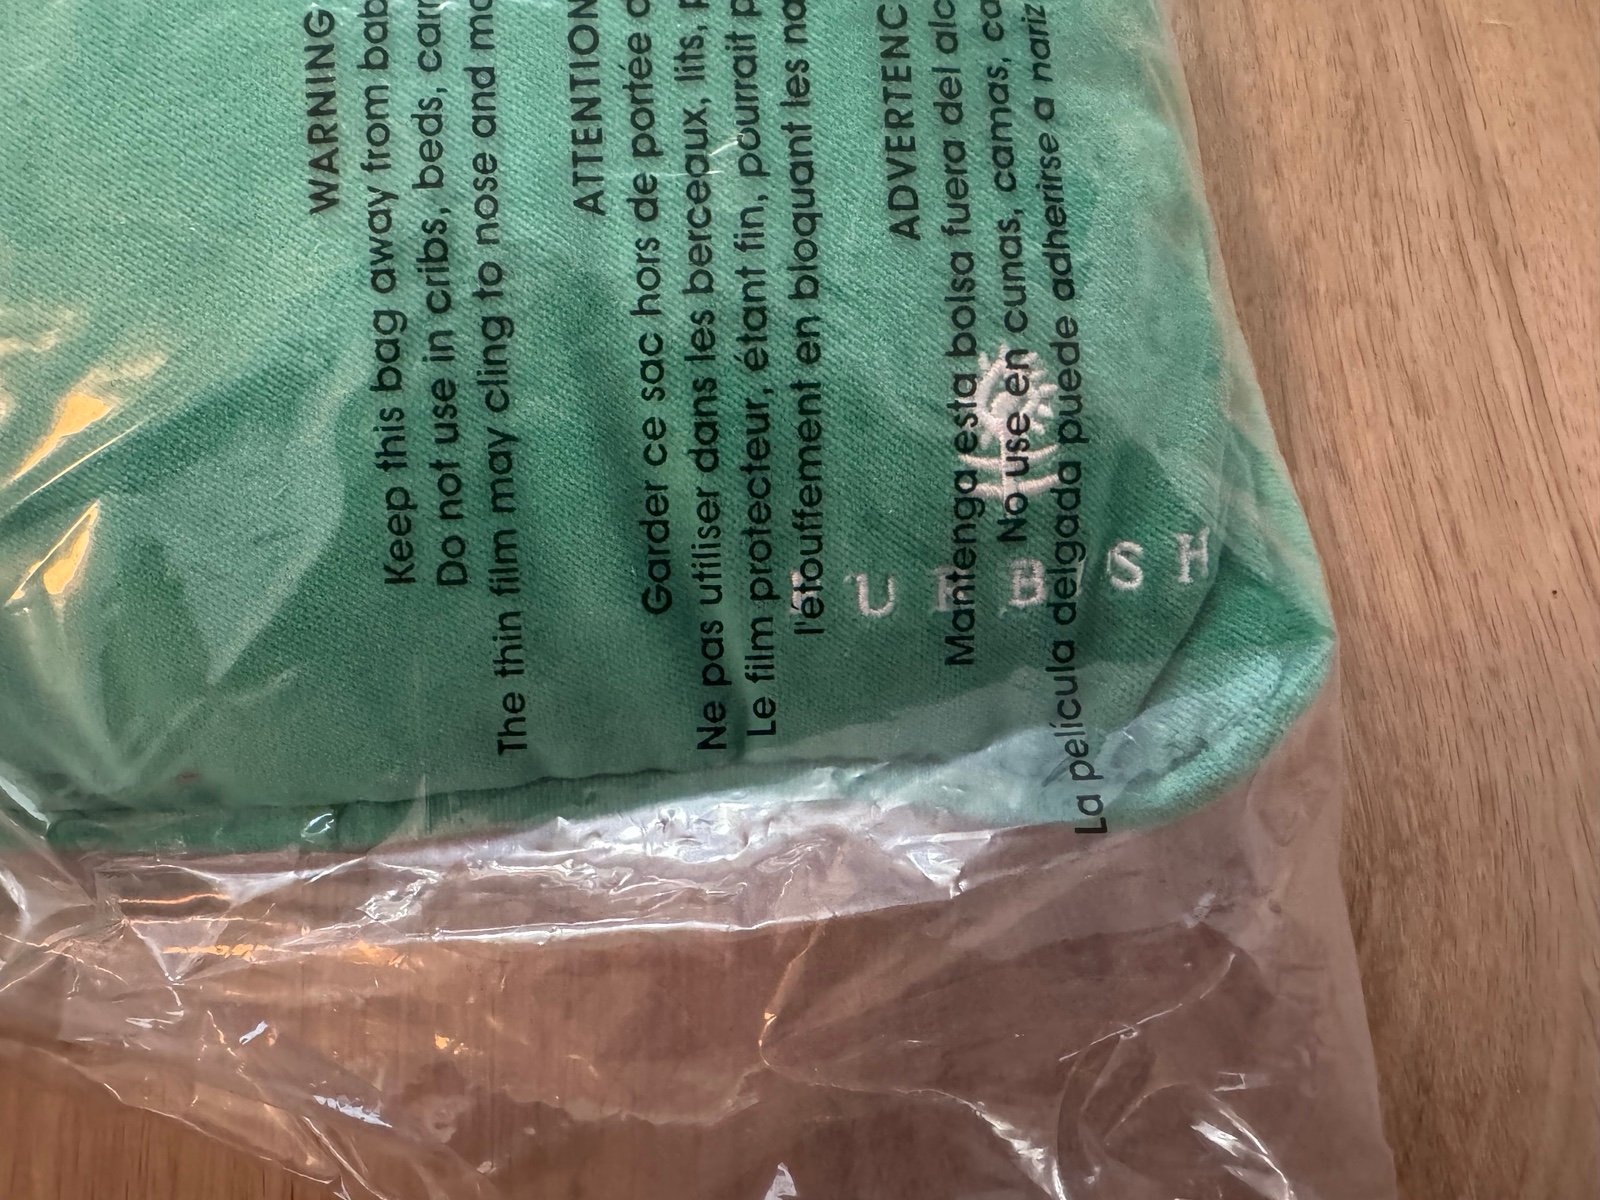 WARNING
Keep this bag away from bab
Do not use in cribs, beds, carr
The thin film may cling to nose and mo
ATTENTION
Garder ce sac hors de portée d
Ne pas utiliser dans les berceaux, lits, p
Le film protecteur, étant fin, pourrait p
l'étouffement en bloquant les na
ADVERTENC
Mantenga esta bolsa fuera del alc
No use en cunas, camas, ca
La película delgada puede adherirse a nariz
FURBISH